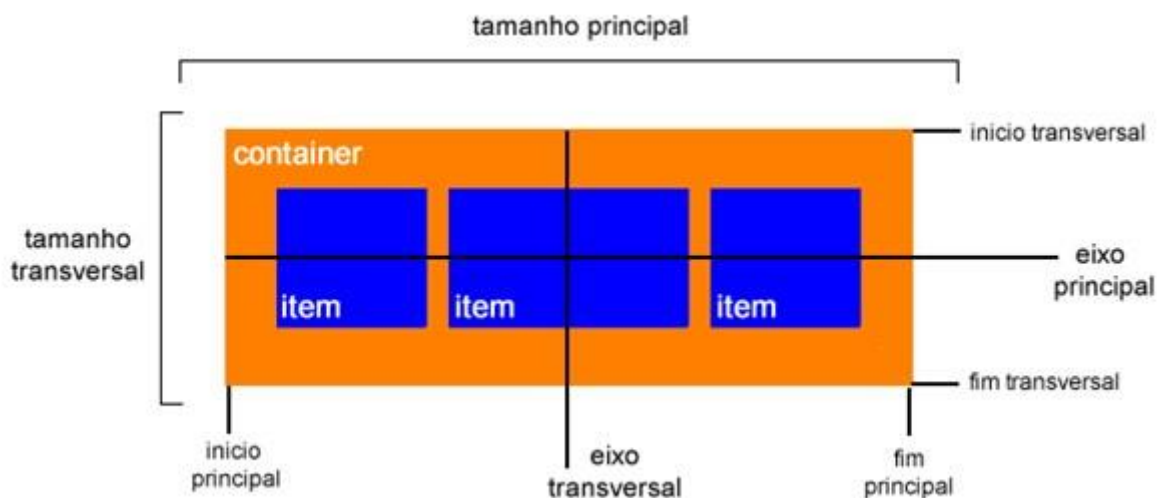 tamanho principal
inicio transversal
container
tamanho
transversal
eixo
principal
item
item
item
fim transversal
inicio
principal
eixo
transversal
fim
principal